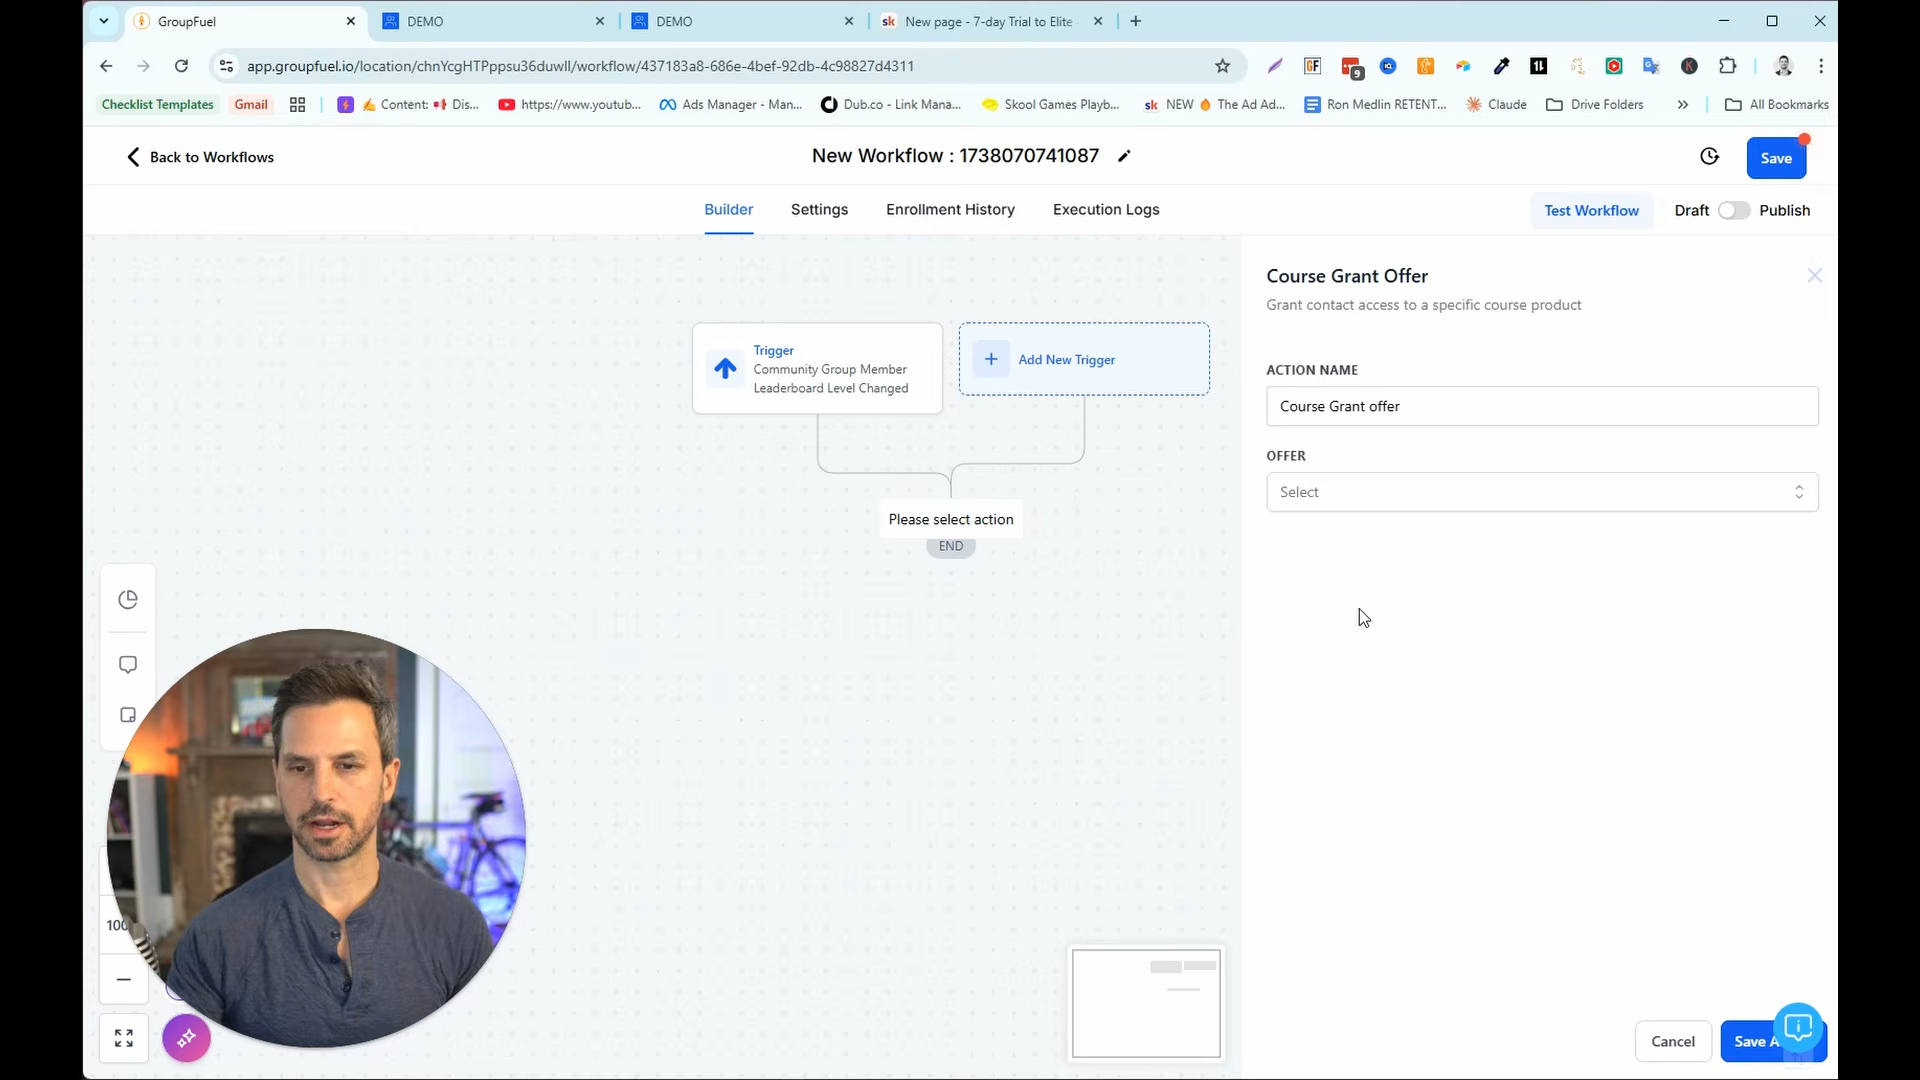 GroupFuel
DEMO
DEMO
New page - 7-day Trial to Elite
app.groupfuel.io/location/chnYcgHTPppsu36duwIl/workflow/437183a8-686e-4bef-92db-4c98827d4311
GF
9
Checklist Templates
Gmail
Content:
Dis...
https://www.youtub...
Ads Manager - Man...
Dub.co - Link Mana...
Skool Games Playb...
NEW
The Ad Ad...
Ron Medlin RETENT...
Claude
Drive Folders
All Bookmarks
Back to Workflows
New Workflow : 1738070741087
Save
Builder
Settings
Enrollment History
Execution Logs
Test Workflow
Draft
Publish
Trigger
Community Group Member
Leaderboard Level Changed
Add New Trigger
Please select action
END
Course Grant Offer
Grant contact access to a specific course product
ACTION NAME
Course Grant offer
OFFER
Select
Cancel
Save A